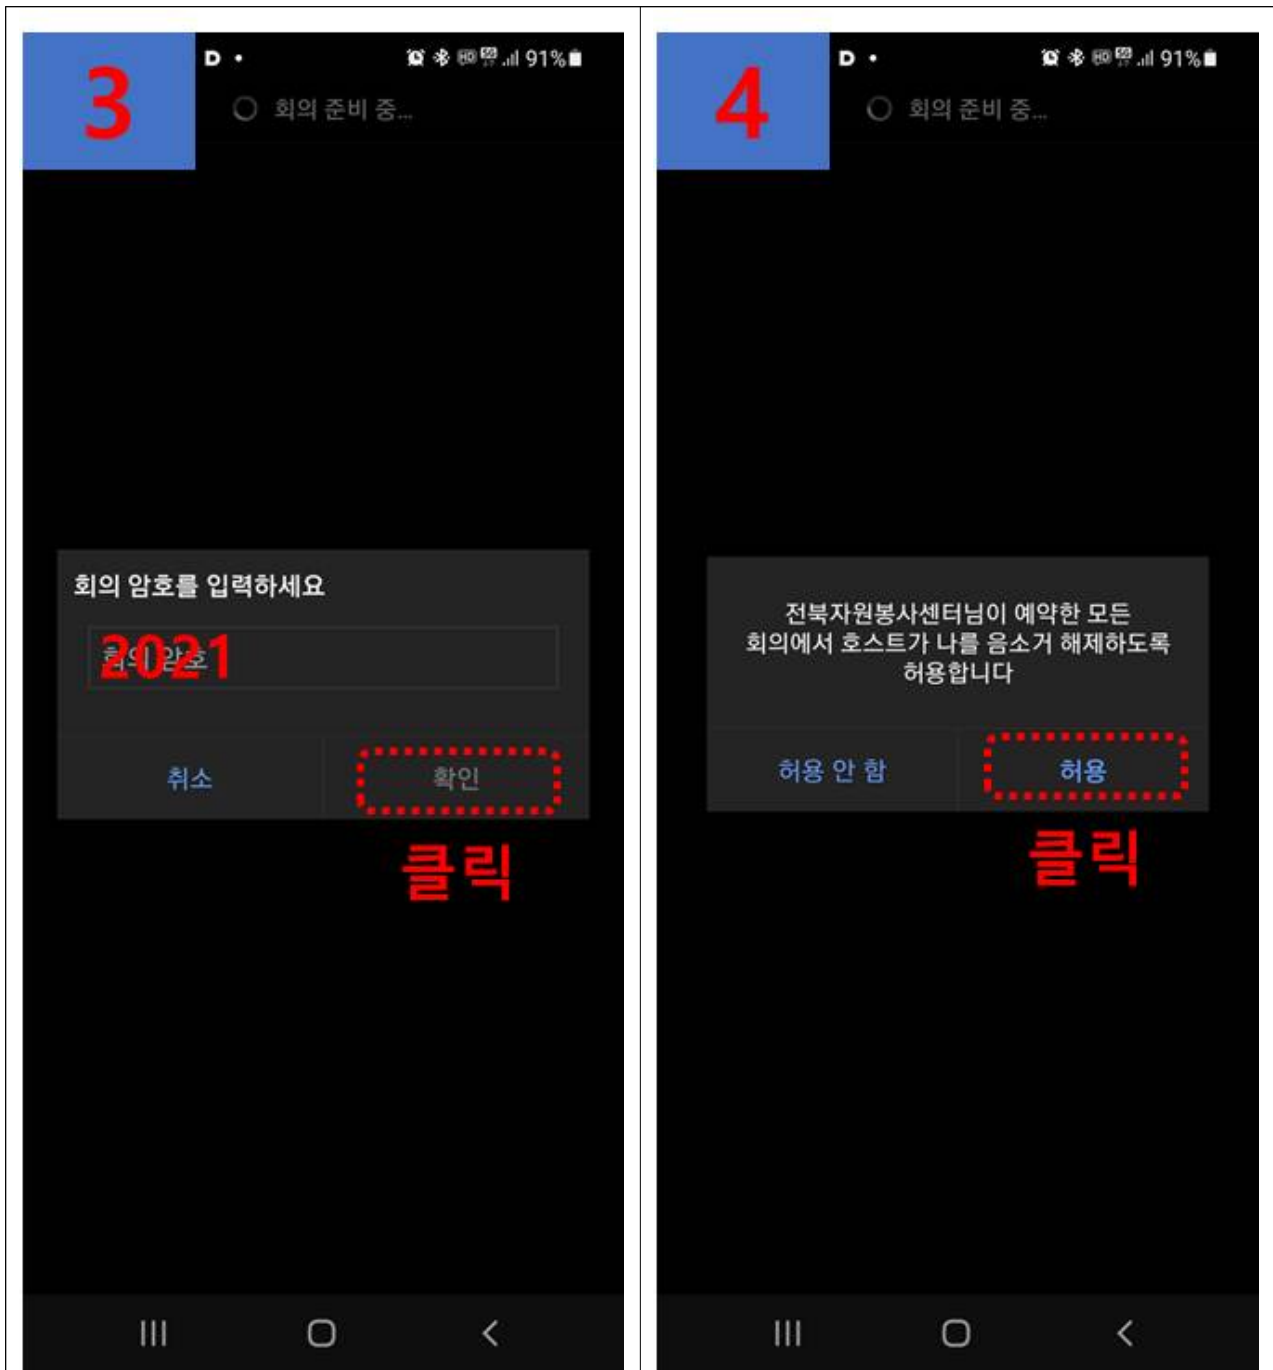 3
D • 91%
회의 준비 중...
회의 암호를 입력하세요
회의 암호
2021
취소
확인
클릭
4
D • 91%
회의 준비 중...
전북자원봉사센터님이 예약한 모든
회의에서 호스트가 나를 음소거 해제하도록
허용합니다
허용 안 함
허용
클릭